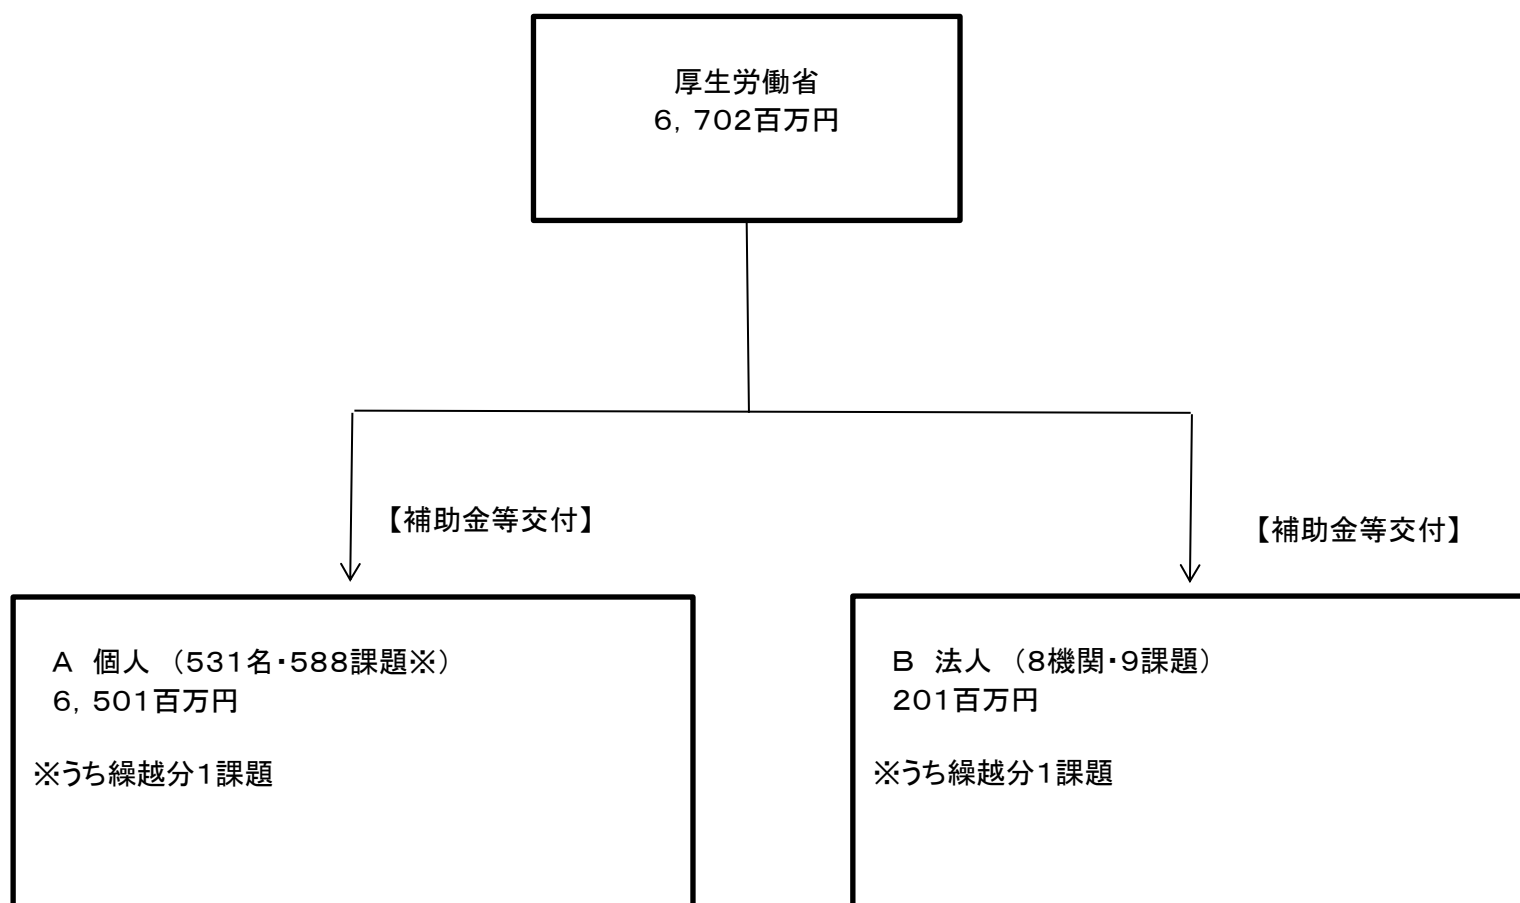 厚生労働省
6，702百万円
【補助金等交付】
【補助金等交付】
A　個人　（531名・588課題※）
6，501百万円
※うち繰越分1課題
B　法人　（8機関・9課題）
201百万円
※うち繰越分1課題